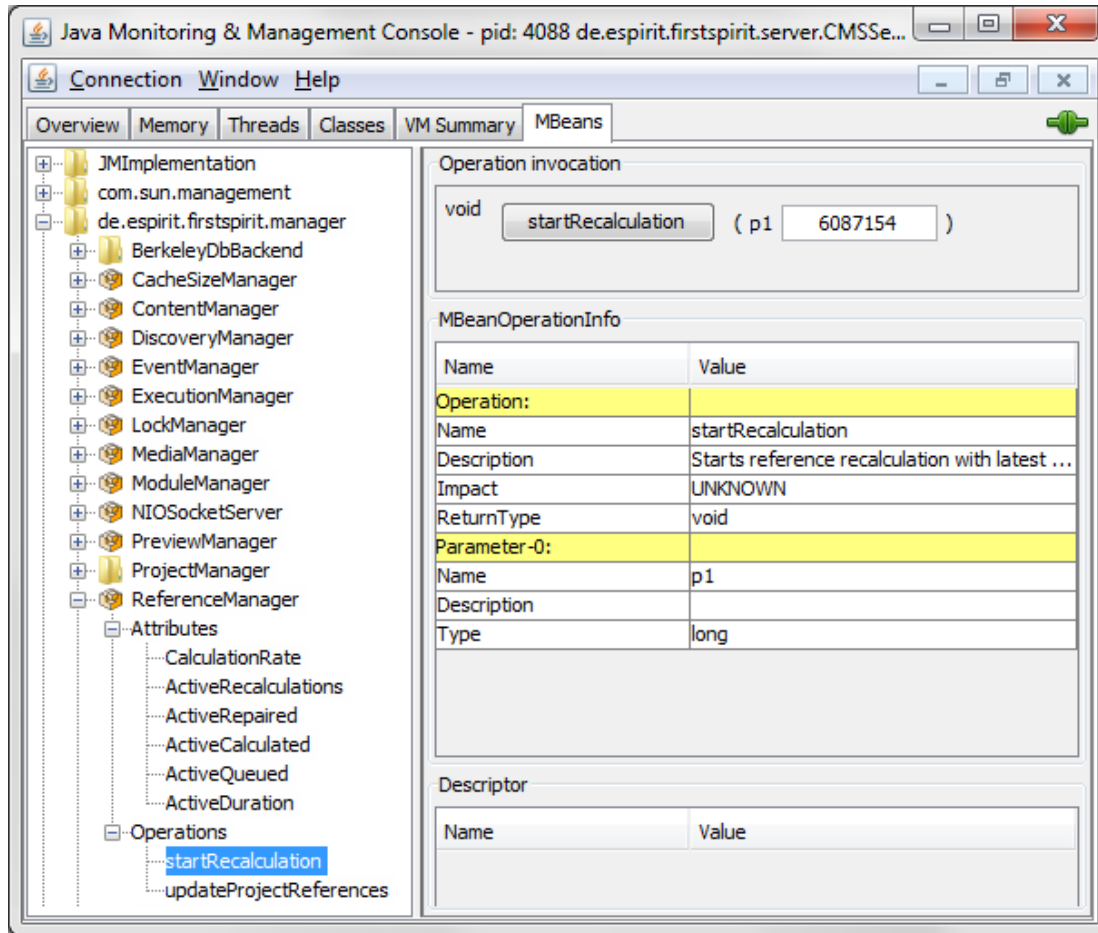 Java Monitoring & Management Console - pid: 4088 de.espirit.firstspirit.server.CMSSe...
Connection Window Help
Overview Memory Threads Classes VM Summary MBeans
JMImplementation
com.sun.management
de.espirit.firstspirit.manager
BerkeleyDbBackend
CacheSizeManager
ContentManager
DiscoveryManager
EventManager
ExecutionManager
LockManager
MediaManager
ModuleManager
NIOSocketServer
PreviewManager
ProjectManager
ReferenceManager
Attributes
CalculationRate
ActiveRecalculations
ActiveRepaired
ActiveCalculated
ActiveQueued
ActiveDuration
Operations
startRecalculation
updateProjectReferences
Operation invocation
void startRecalculation ( p1 6087154 )
MBeanOperationInfo
Name Value
Operation:
Name startRecalculation
Description Starts reference recalculation with latest ...
Impact UNKNOWN
ReturnType void
Parameter-0:
Name p1
Description
Type long
Descriptor
Name Value